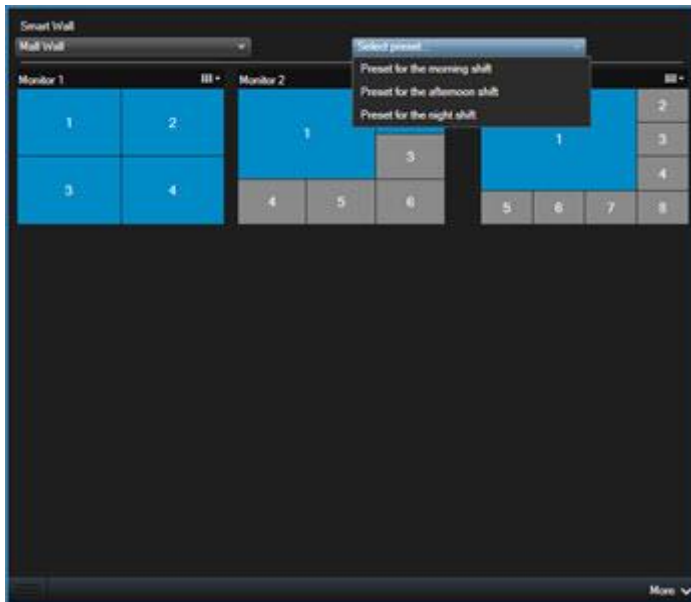 Smart Wall
Mall Wall
Select preset...
Preset for the morning shift
Preset for the afternoon shift
Preset for the night shift
Monitor 1
Monitor 2
1 2
3 4
1
3
4 5 6
1
2
3
4
5 6 7 8
More